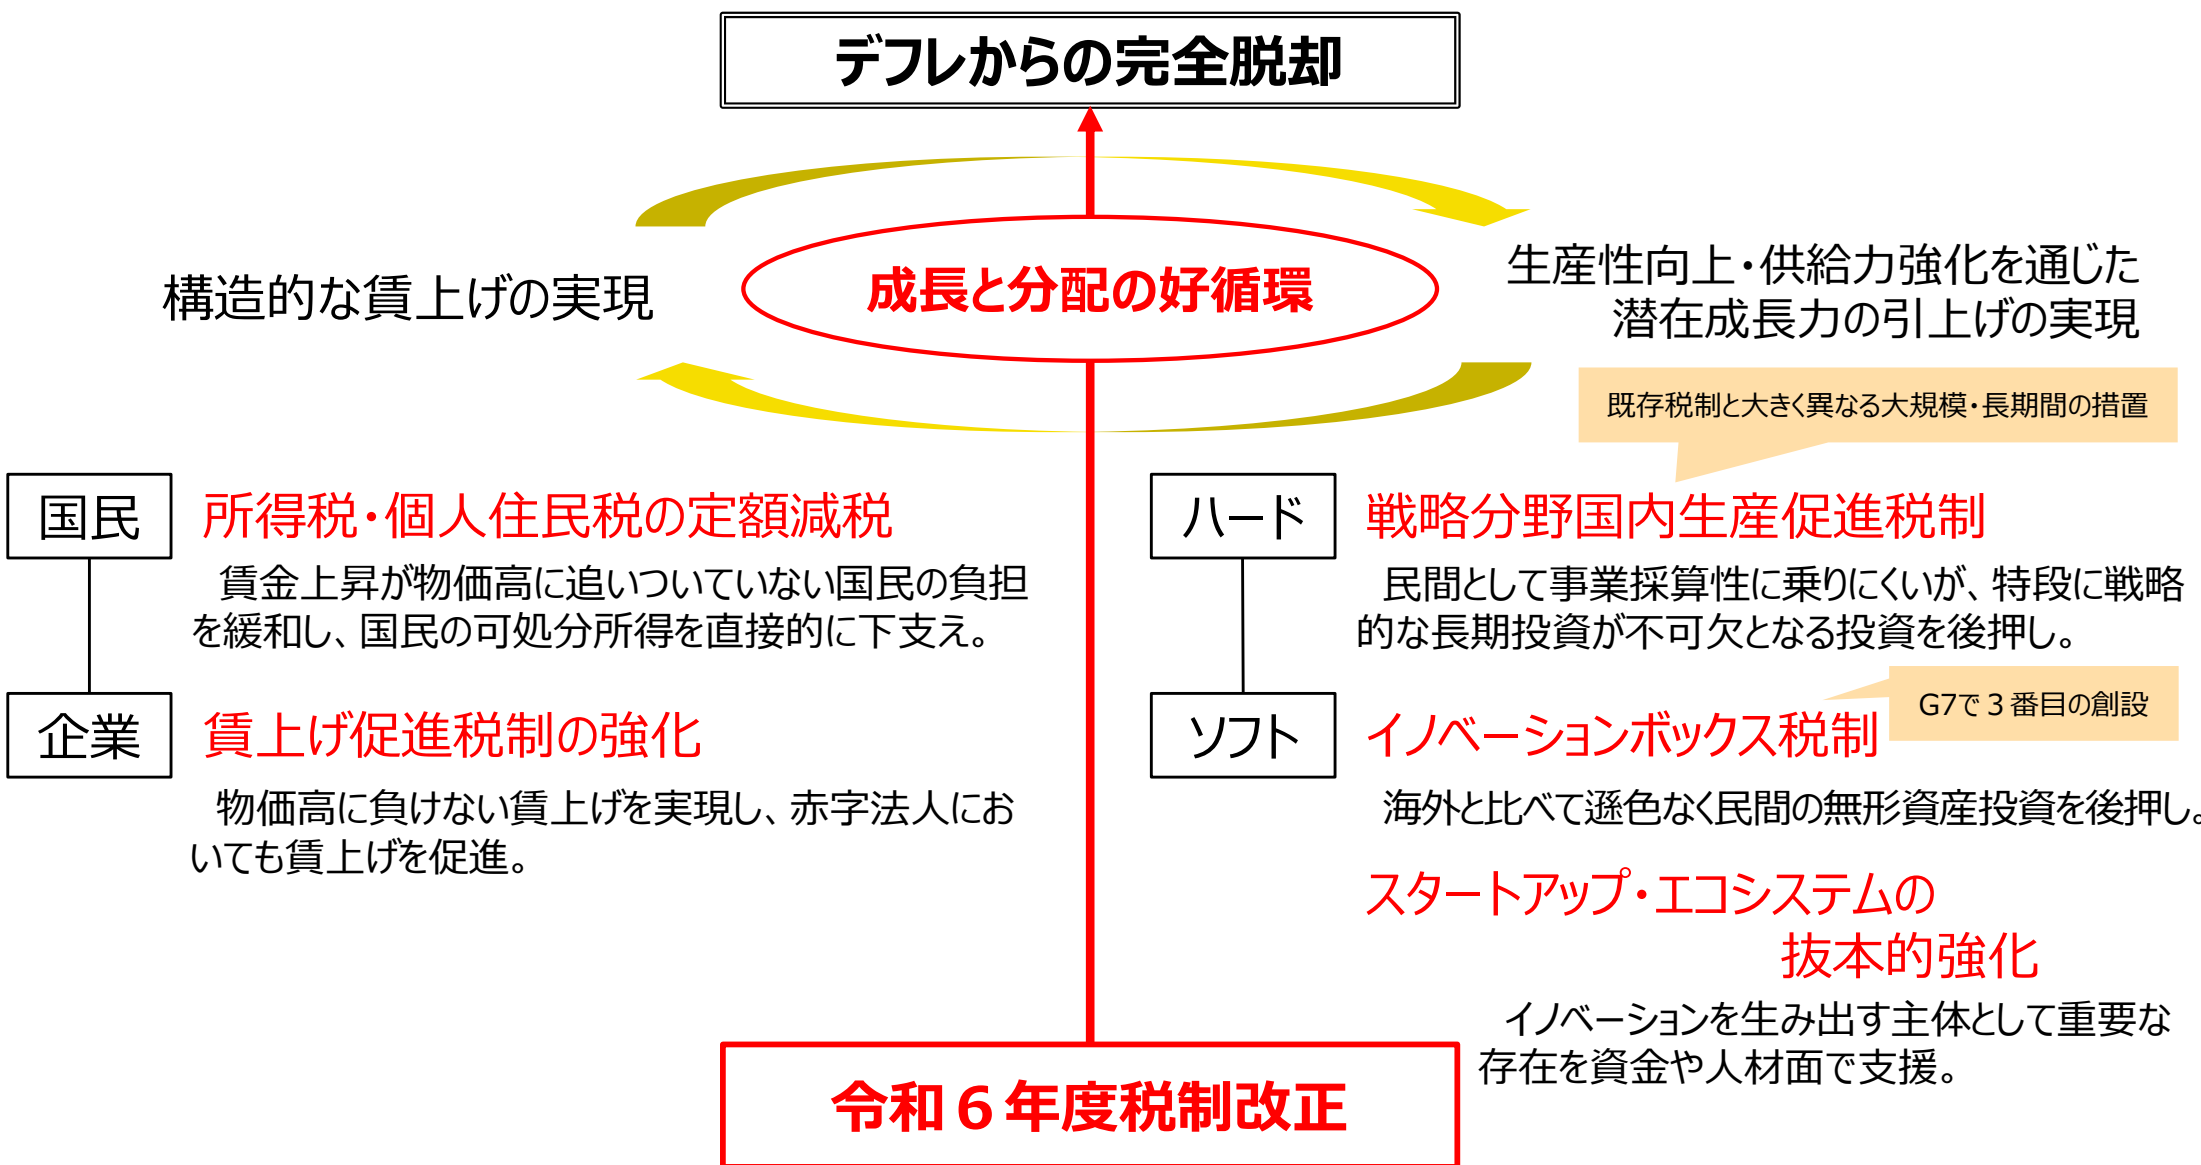 デフレからの完全脱却
構造的な賃上げの実現
成長と分配の好循環
生産性向上・供給力強化を通じた
潜在成長力の引上げの実現
既存税制と大きく異なる大規模・長期間の措置
国民
所得税・個人住民税の定額減税
賃金上昇が物価高に追いついていない国民の負担
を緩和し、国民の可処分所得を直接的に下支え。
企業
賃上げ促進税制の強化
物価高に負けない賃上げを実現し、赤字法人にお
いても賃上げを促進。
ハード
戦略分野国内生産促進税制
民間として事業採算性に乗りにくいが、特段に戦略
的な長期投資が不可欠となる投資を後押し。
G7で３番目の創設
ソフト
イノベーションボックス税制
海外と比べて遜色なく民間の無形資産投資を後押し。
スタートアップ・エコシステムの
抜本的強化
イノベーションを生み出す主体として重要な
存在を資金や人材面で支援。
令和６年度税制改正